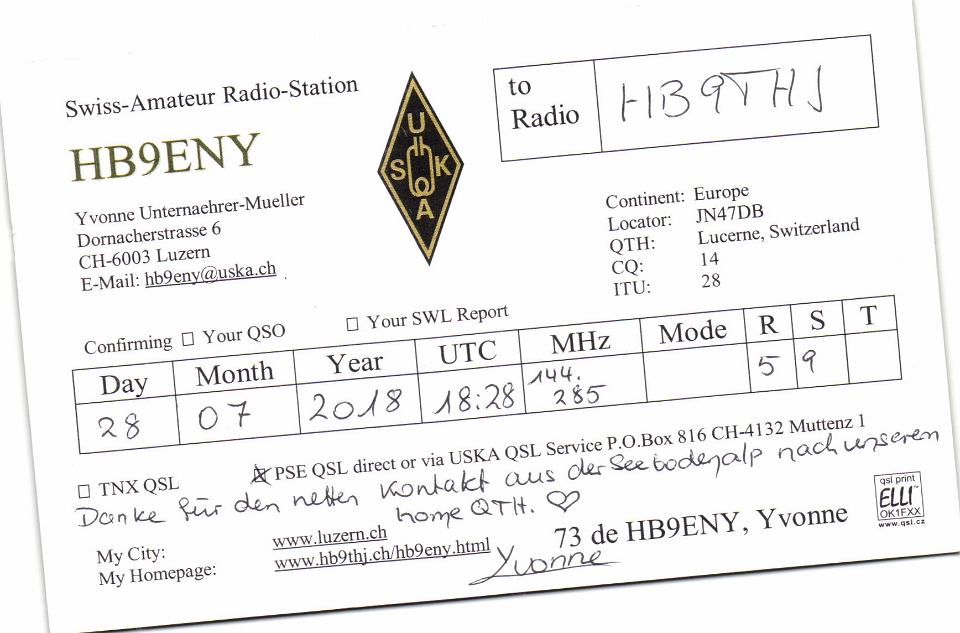 Swiss-Amateur Radio-Station
HB9ENY
Yvonne Unternaehrer-Mueller
Dornacherstrasse 6
CH-6003 Luzern
E-Mail: hb9eny@uska.ch
U
S K
A
to Radio HB9THJ
Continent: Europe
Locator: JN47DB
QTH: Lucerne, Switzerland
CQ: 14
ITU: 28
Confirming □ Your QSO □ Your SWL Report
Day Month Year UTC MHz Mode R S T
28 07 2018 18:28 144.285 5 9
□ TNX QSL ☒ PSE QSL direct or via USKA QSL Service P.O.Box 816 CH-4132 Muttenz 1
Danke für den netten Kontakt aus der Seebodenalp nach unserem
home QTH. ♡
My City: www.luzern.ch
My Homepage: www.hb9thj.ch/hb9eny.html
73 de HB9ENY, Yvonne
Yvonne
qsl print
ELLI™
OK1FXX
www.qsl.cz